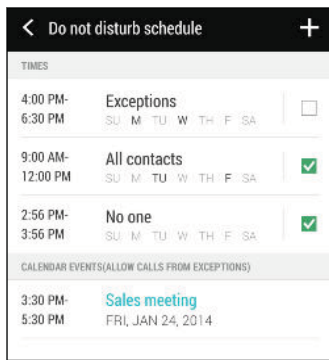 Do not disturb schedule
TIMES
4:00 PM-
6:30 PM
Exceptions
SU M TU W TH F SA
9:00 AM-
12:00 PM
All contacts
SU M TU W TH F SA
2:56 PM-
3:56 PM
No one
SU M TU W TH F SA
CALENDAR EVENTS(ALLOW CALLS FROM EXCEPTIONS)
3:30 PM-
5:30 PM
Sales meeting
FRI, JAN 24, 2014